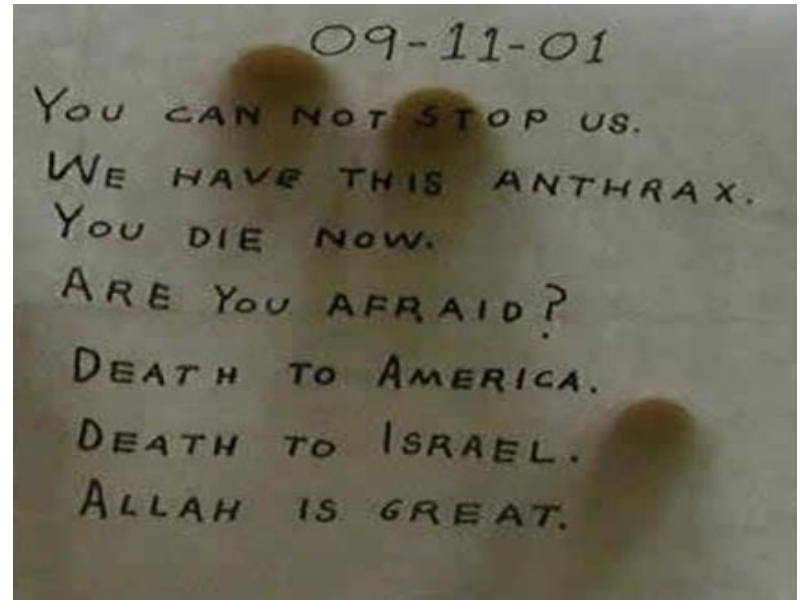 09-11-01
YOU CAN NOT STOP US.
WE HAVE THIS ANTHRAX.
YOU DIE NOW.
ARE YOU AFRAID?
DEATH TO AMERICA.
DEATH TO ISRAEL.
ALLAH IS GREAT.